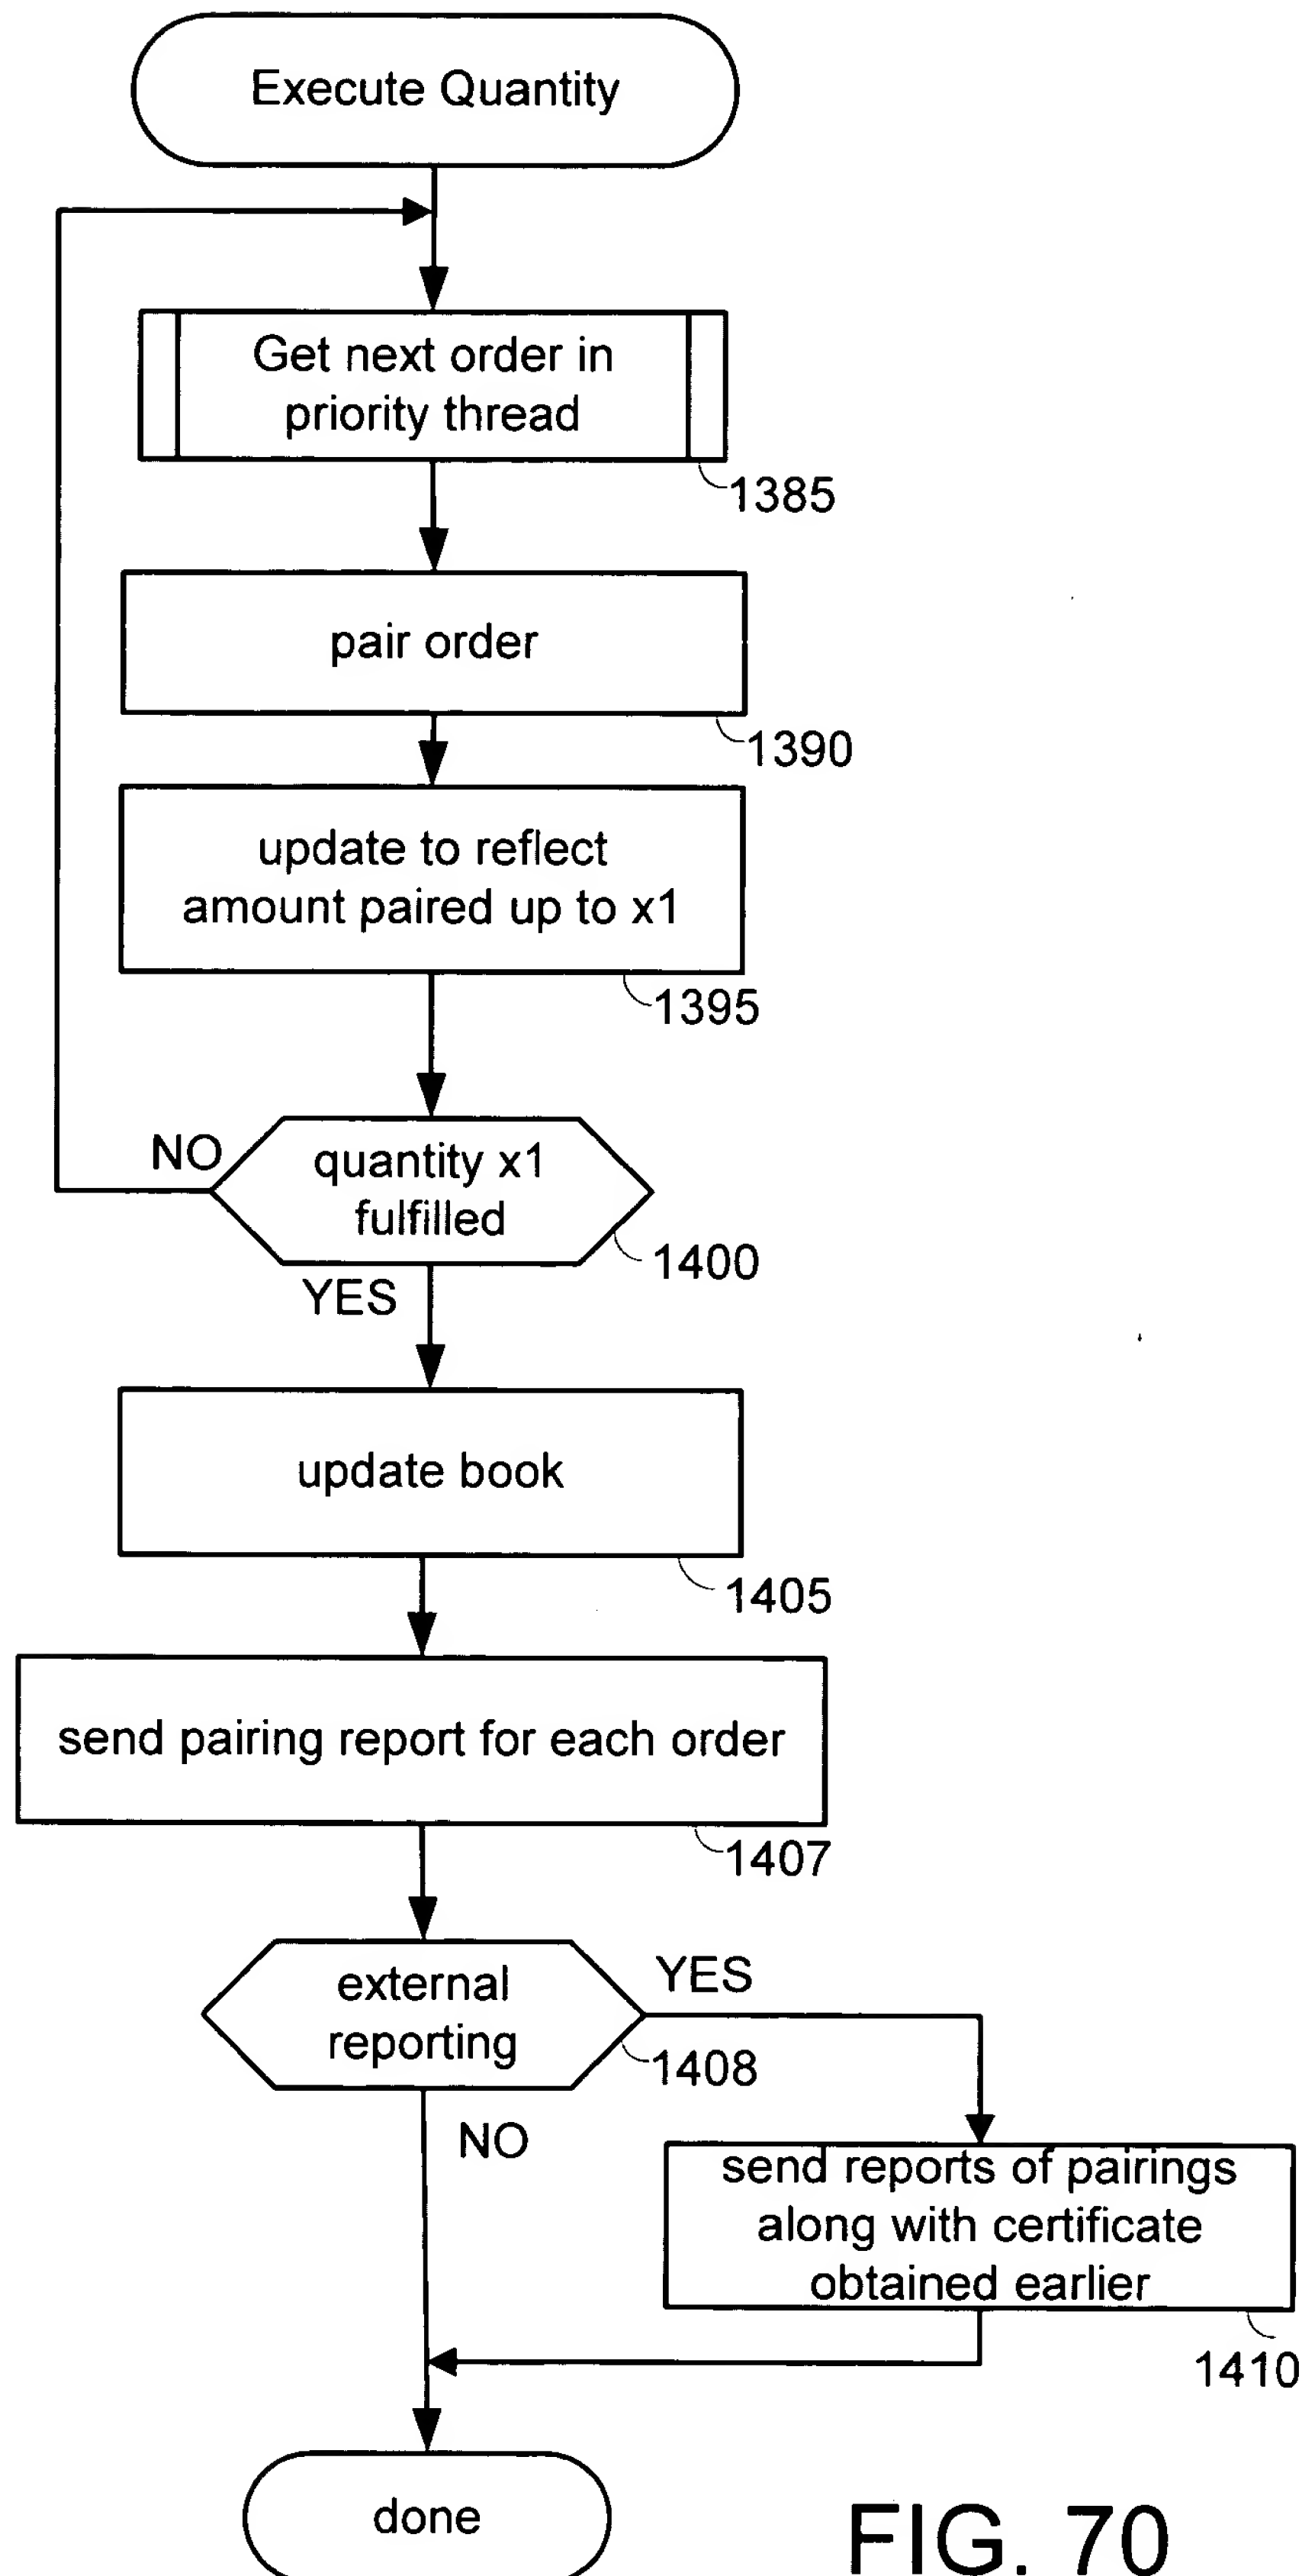 Execute Quantity
Get next order in
priority thread
1385
pair order
1390
update to reflect
amount paired up to x1
1395
NO
quantity x1
fulfilled
1400
YES
update book
1405
send pairing report for each order
1407
external
reporting
YES
1408
NO
send reports of pairings
along with certificate
obtained earlier
1410
done
FIG. 70